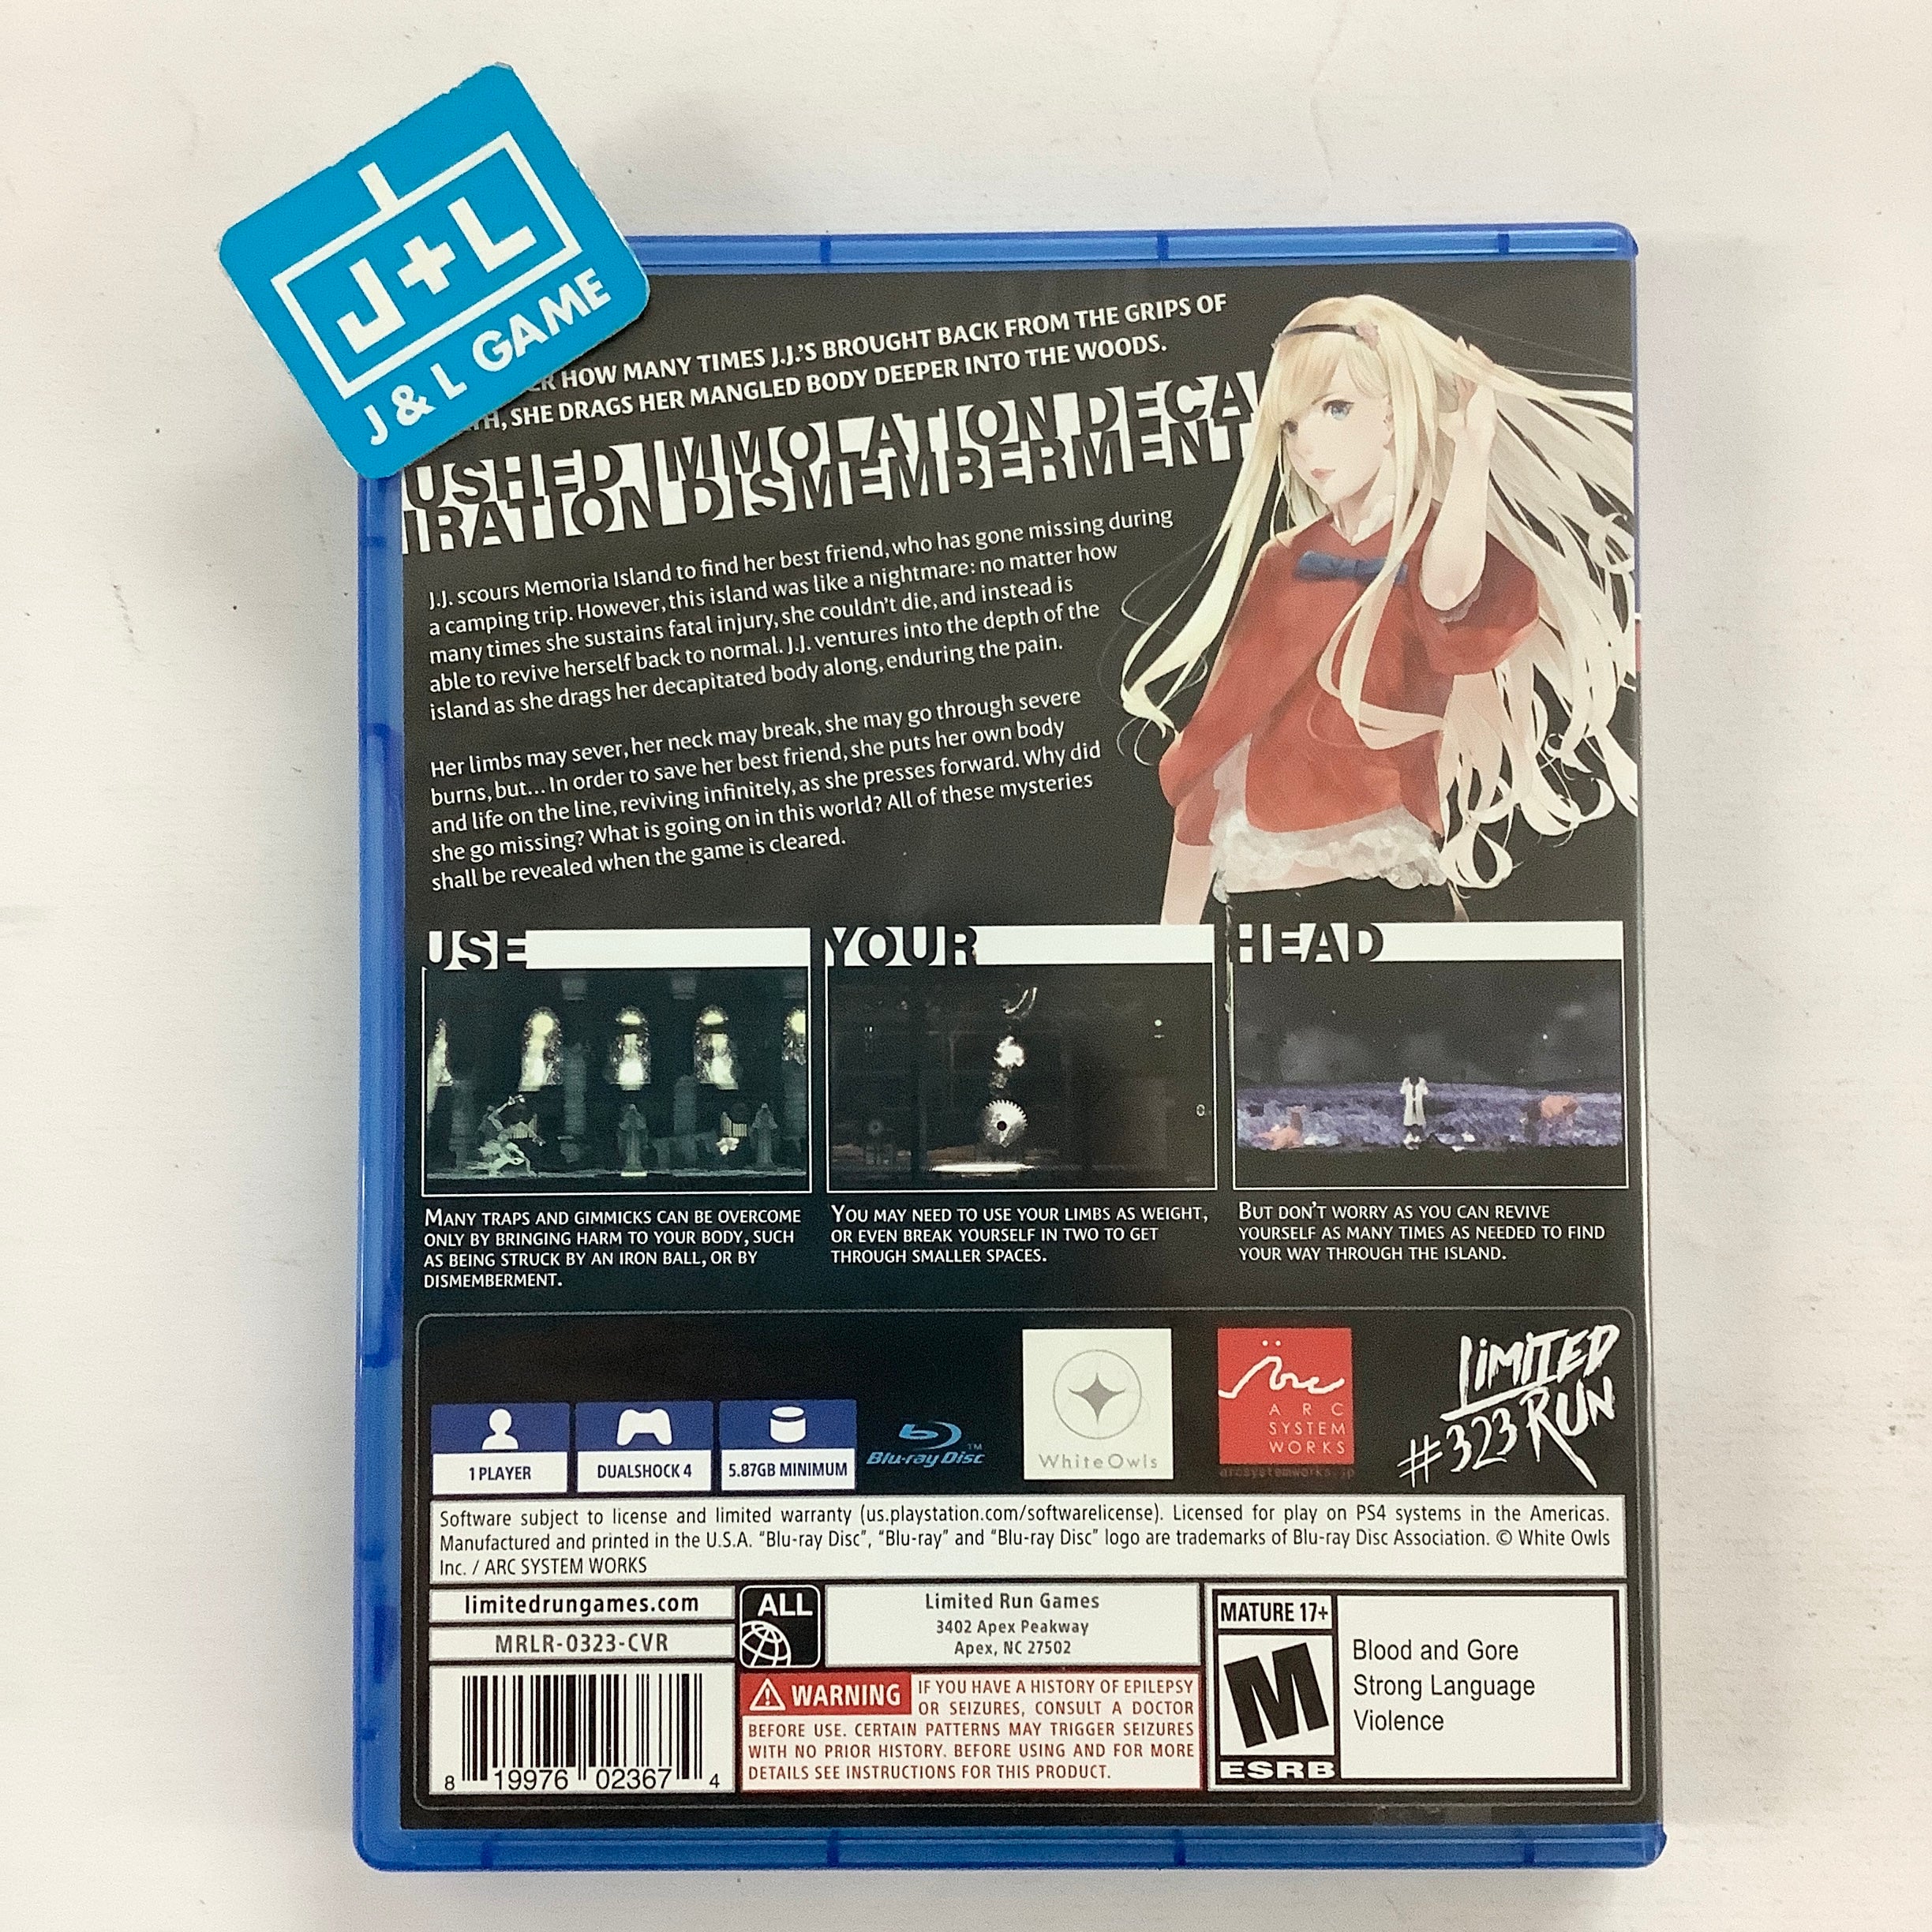 J+L
J & L GAME
HOW MANY TIMES J.J.'S BROUGHT BACK FROM THE GRIPS OF
SHE DRAGS HER MANGLED BODY DEEPER INTO THE WOODS.
USHED IMMOLATION DECA
IRATION DISMEMBERMENT
J.J. scours Memoria Island to find her best friend, who has gone missing during
a camping trip. However, this island was like a nightmare: no matter how
many times she sustains fatal injury, she couldn't die, and instead is
able to revive herself back to normal. J.J. ventures into the depth of the
island as she drags her decapitated body along, enduring the pain.
Her limbs may sever, her neck may break, she may go through severe
burns, but... In order to save her best friend, she puts her own body
and life on the line, reviving infinitely, as she presses forward. Why did
she go missing? What is going on in this world? All of these mysteries
shall be revealed when the game is cleared.
USE YOUR HEAD
MANY TRAPS AND GIMMICKS CAN BE OVERCOME
ONLY BY BRINGING HARM TO YOUR BODY, SUCH
AS BEING STRUCK BY AN IRON BALL, OR BY
DISMEMBERMENT.
YOU MAY NEED TO USE YOUR LIMBS AS WEIGHT,
OR EVEN BREAK YOURSELF IN TWO TO GET
THROUGH SMALLER SPACES.
BUT DON'T WORRY AS YOU CAN REVIVE
YOURSELF AS MANY TIMES AS NEEDED TO FIND
YOUR WAY THROUGH THE ISLAND.
1 PLAYER
DUALSHOCK 4
5.87GB MINIMUM
Blu-ray Disc™
WhiteOwls
ARC
SYSTEM
WORKS
arcsystemworks.jp
LIMITED
RUN
#323
Software subject to license and limited warranty (us.playstation.com/softwarelicense). Licensed for play on PS4 systems in the Americas.
Manufactured and printed in the U.S.A. "Blu-ray Disc", "Blu-ray" and "Blu-ray Disc" logo are trademarks of Blu-ray Disc Association. © White Owls
Inc. / ARC SYSTEM WORKS
limitedrungames.com
MRLR-0323-CVR
ALL
Limited Run Games
3402 Apex Peakway
Apex, NC 27502
8 19976 02367 4
WARNING IF YOU HAVE A HISTORY OF EPILEPSY
OR SEIZURES, CONSULT A DOCTOR
BEFORE USE. CERTAIN PATTERNS MAY TRIGGER SEIZURES
WITH NO PRIOR HISTORY. BEFORE USING AND FOR MORE
DETAILS SEE INSTRUCTIONS FOR THIS PRODUCT.
MATURE 17+
M
ESRB
Blood and Gore
Strong Language
Violence